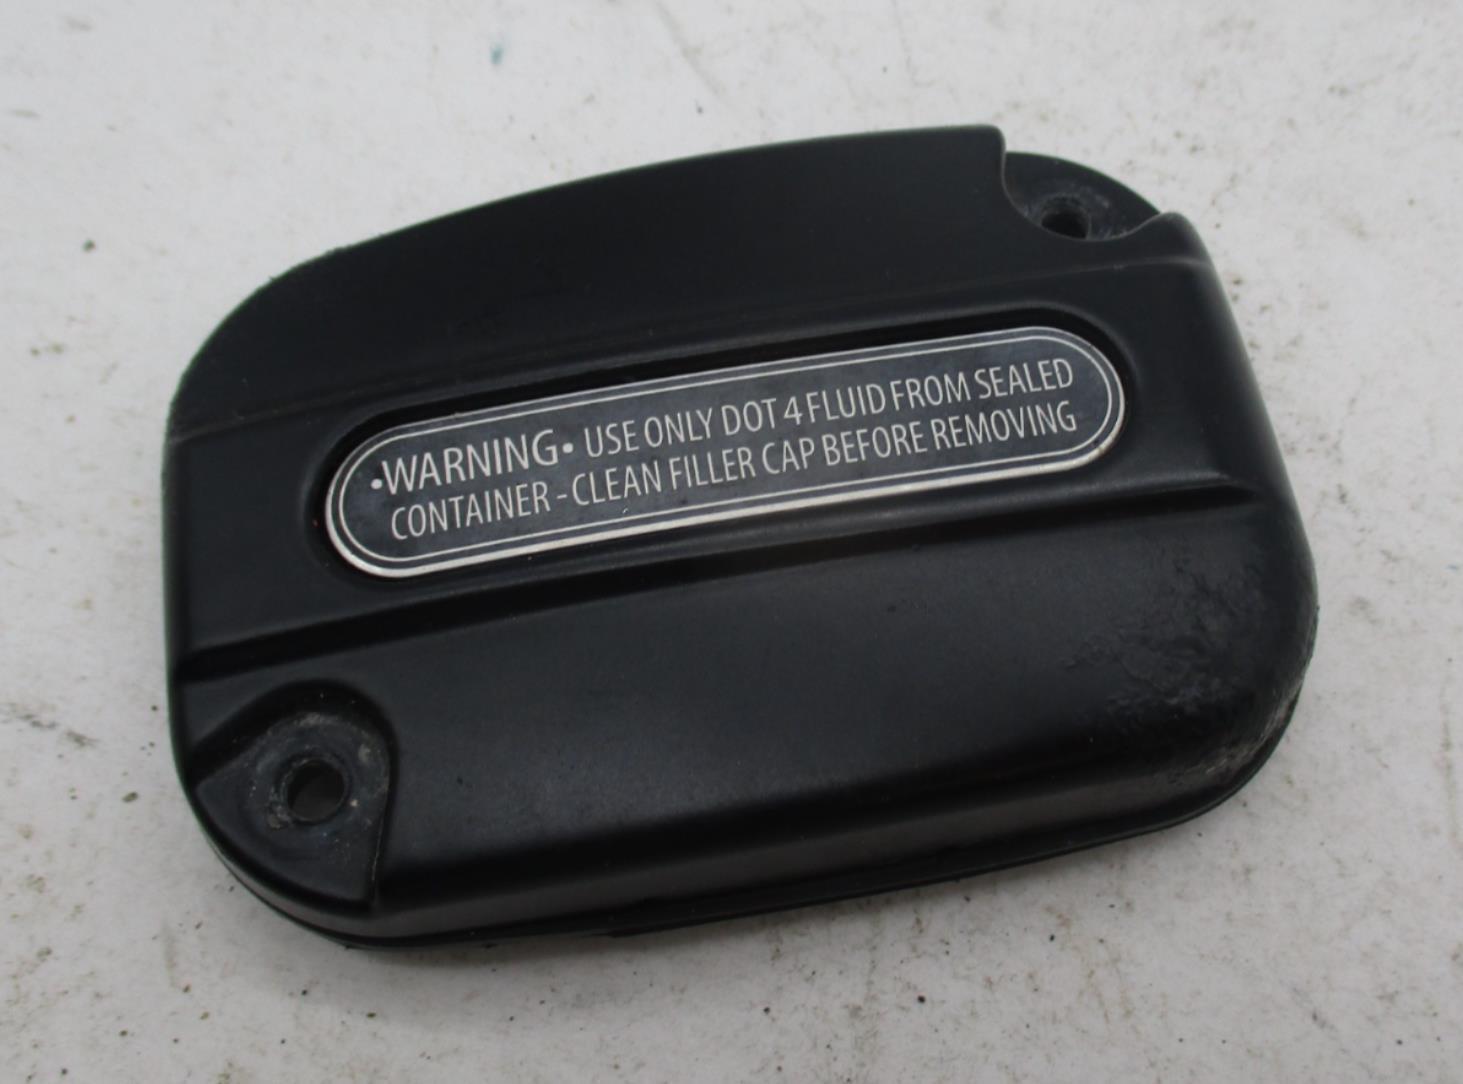 •WARNING• USE ONLY DOT 4 FLUID FROM SEALED
CONTAINER - CLEAN FILLER CAP BEFORE REMOVING